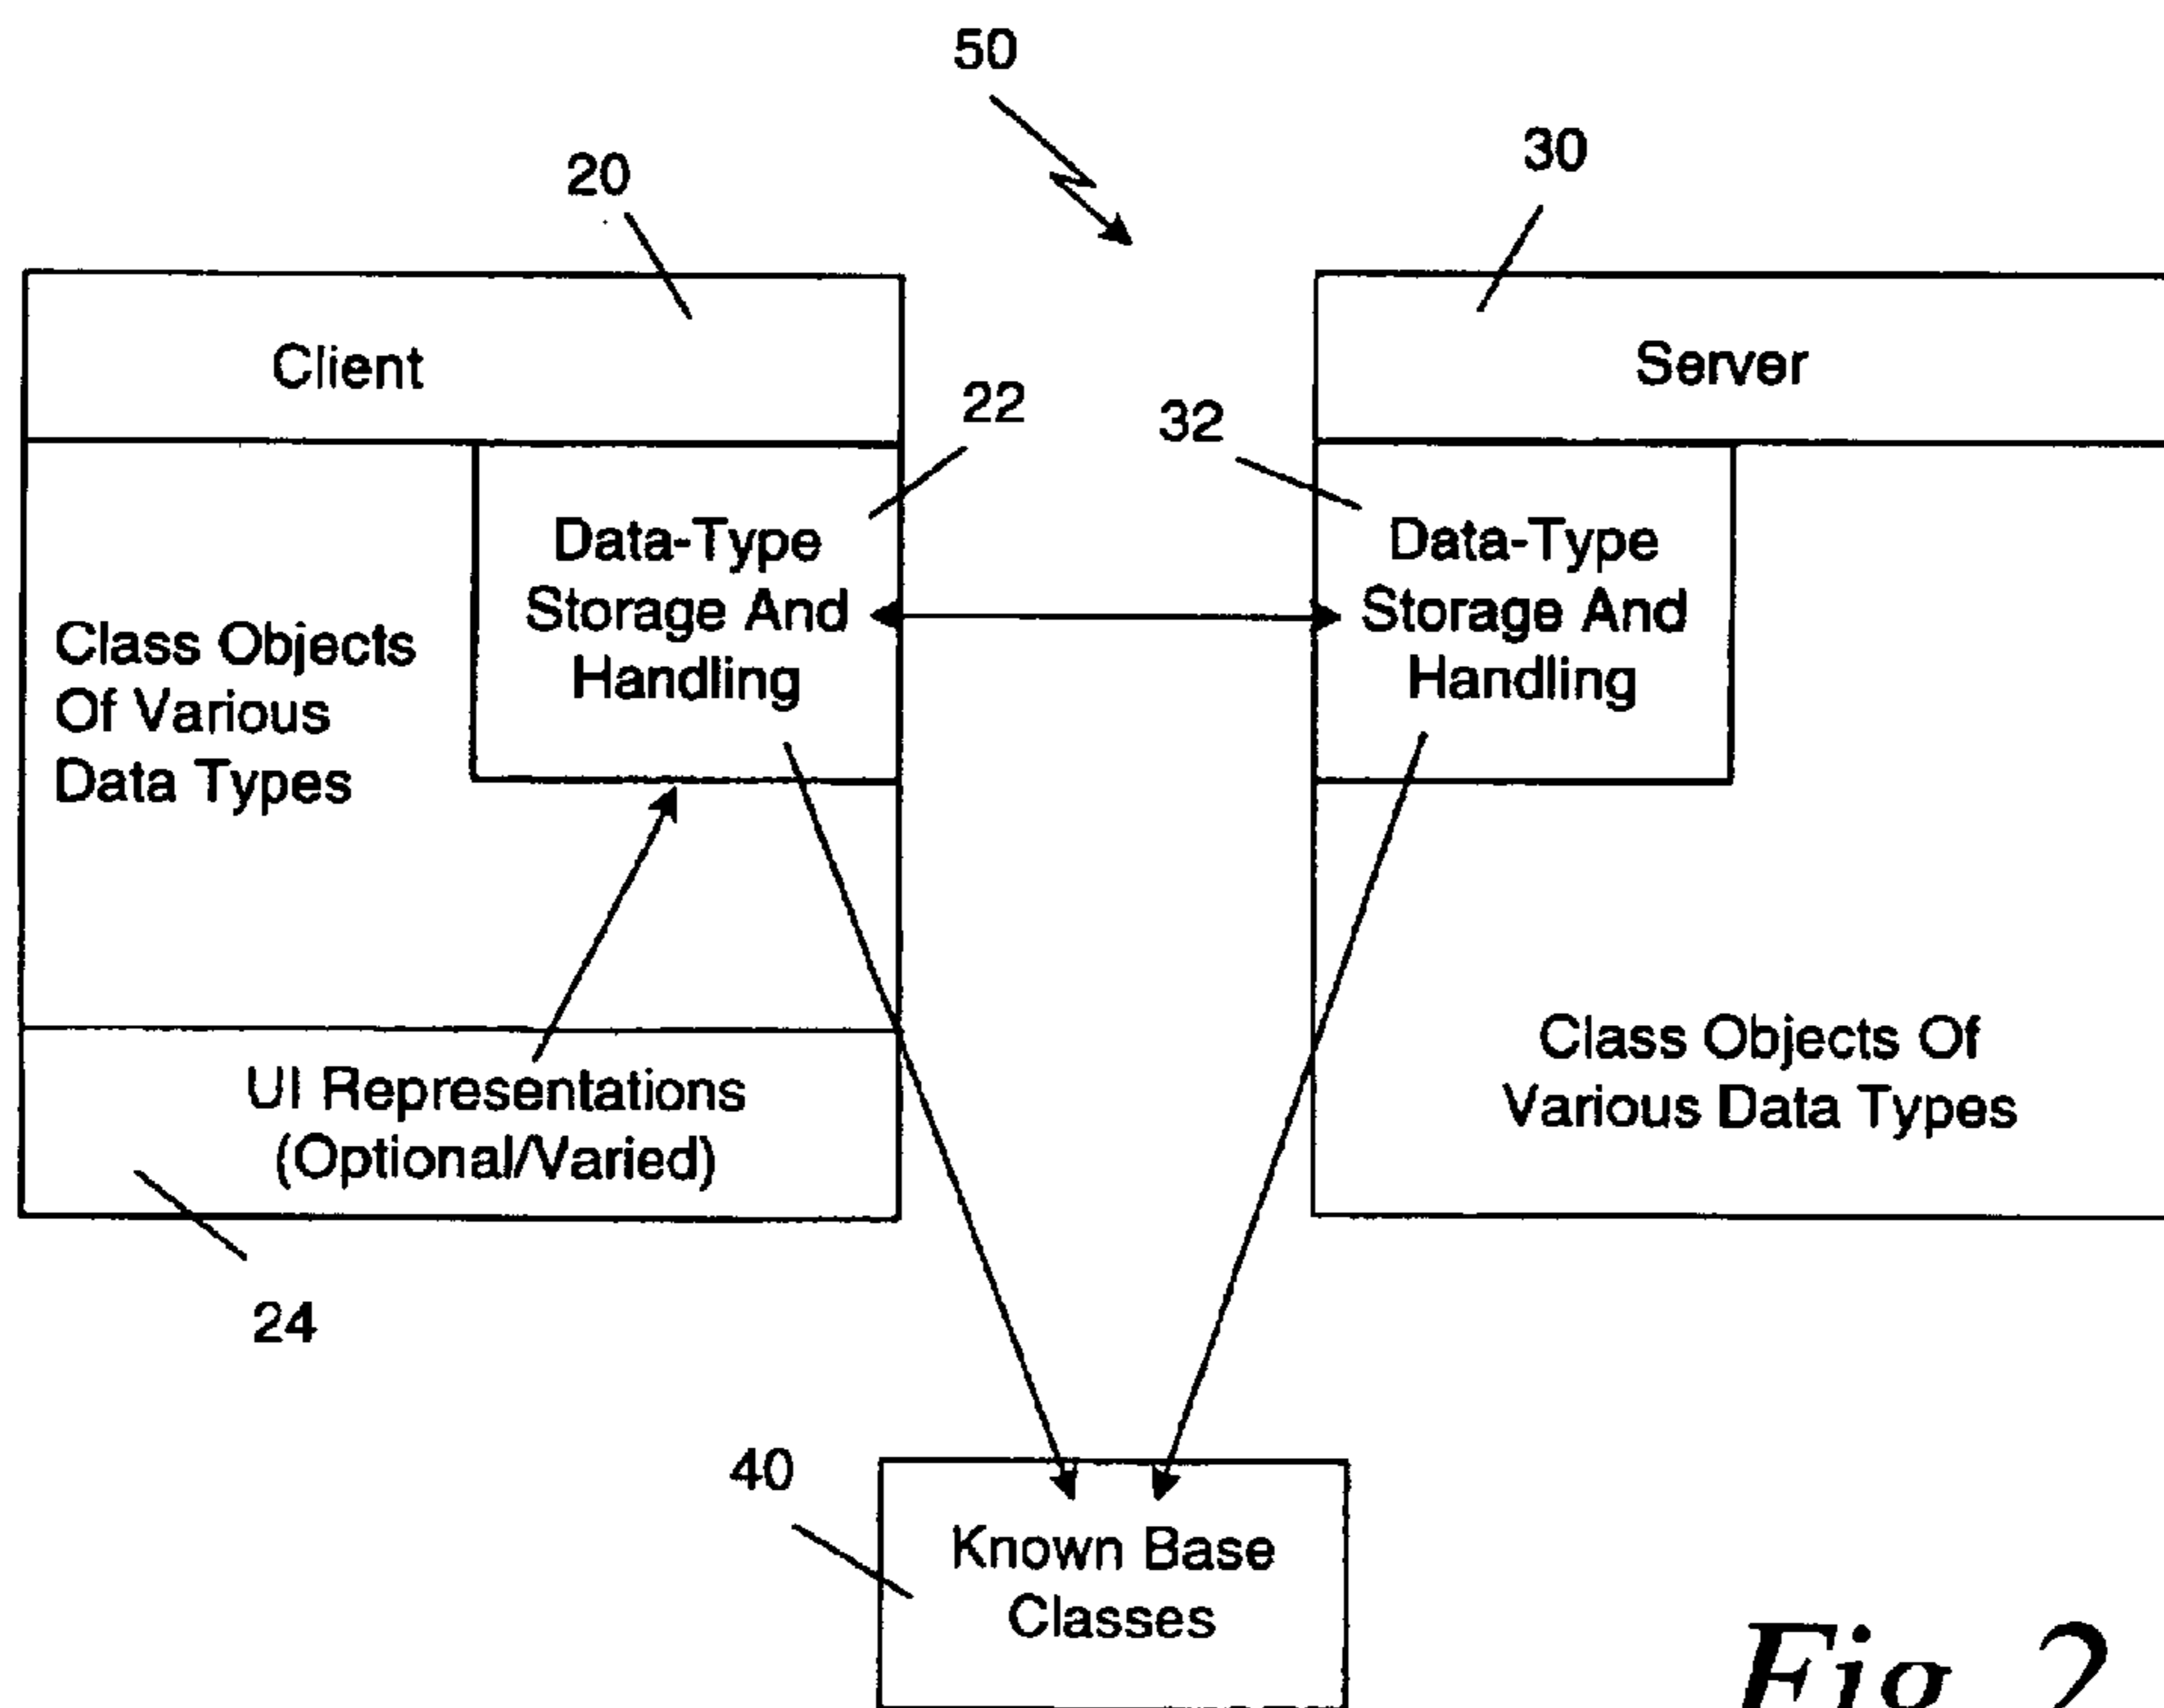 50
20
30
Client
Server
22
32
Data-Type
Storage And
Handling
Data-Type
Storage And
Handling
Class Objects
Of Various
Data Types
UI Representations
(Optional/Varied)
Class Objects Of
Various Data Types
24
40
Known Base
Classes
Fig. 2